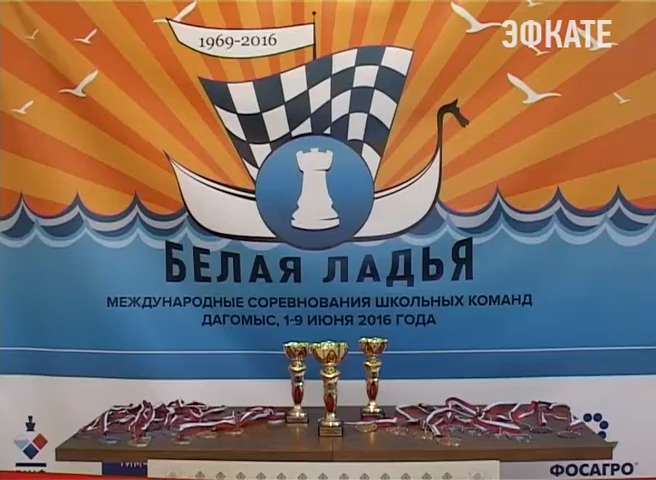 ЭФКАТЕ
1969-2016
БЕЛАЯ ЛАДЬЯ
МЕЖДУНАРОДНЫЕ СОРЕВНОВАНИЯ ШКОЛЬНЫХ КОМАНД
ДАГОМЫС, 1-9 ИЮНЯ 2016 ГОДА
ФОСАГРО